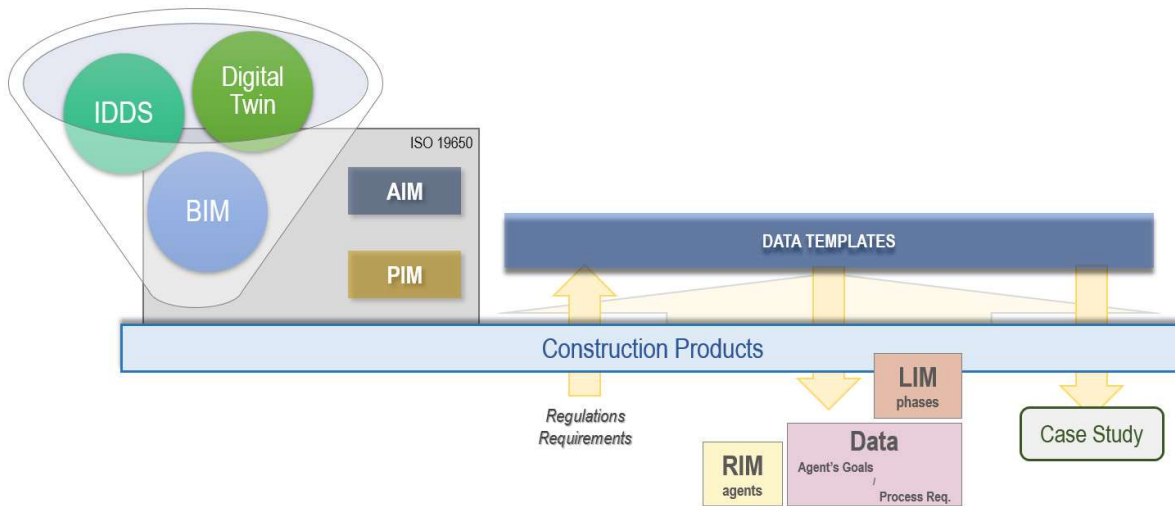 IDDS
Digital
Twin
BIM
ISO 19650
AIM
PIM
DATA TEMPLATES
Construction Products
Regulations
Requirements
LIM
phases
RIM
agents
Data
Agent's Goals
/
Process Req.
Case Study